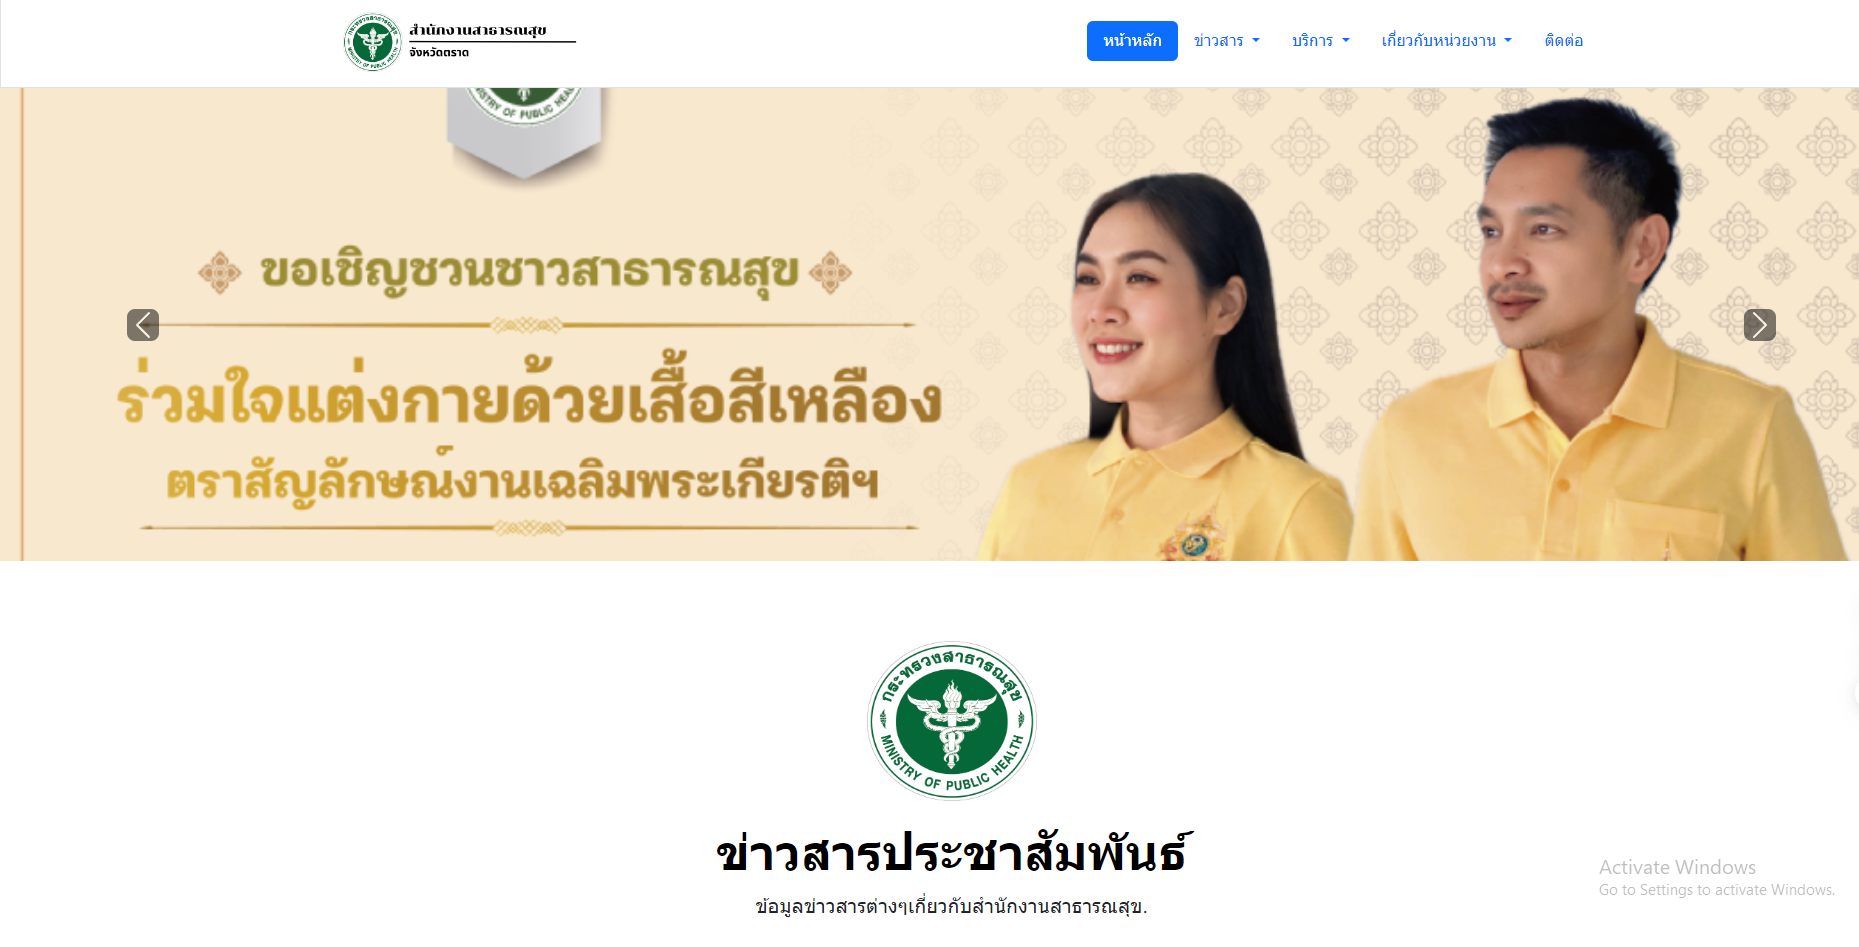 สำนักงานสาธารณสุข
จังหวัดตราด
หน้าหลัก ข่าวสาร บริการ เกี่ยวกับหน่วยงาน ติดต่อ
MINISTRY OF PUBLIC HEALTH
ขอเชิญชวนชาวสาธารณสุข
ร่วมใจแต่งกายด้วยเสื้อสีเหลือง
ตราสัญลักษณ์งานเฉลิมพระเกียรติฯ
กระทรวงสาธารณสุข
MINISTRY OF PUBLIC HEALTH
ข่าวสารประชาสัมพันธ์
ข้อมูลข่าวสารต่างๆเกี่ยวกับสำนักงานสาธารณสุข.
Activate Windows
Go to Settings to activate Windows.